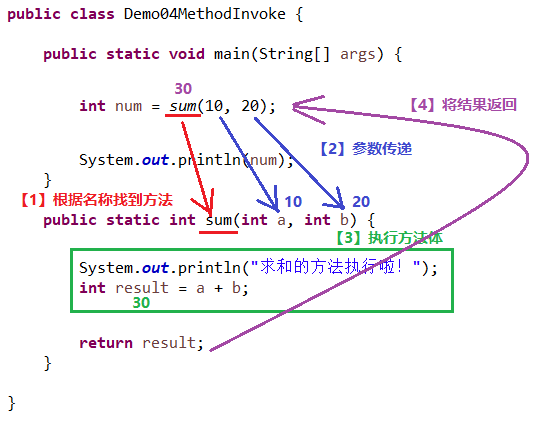 public class Demo04MethodInvoke {
public static void main(String[] args) {
30
int num = sum(10, 20);
【4】将结果返回
【2】参数传递
System.out.println(num);
}
【1】根据名称找到方法
10
20
public static int sum(int a, int b) {
【3】执行方法体
System.out.println("求和的方法执行啦！");
int result = a + b;
30
return result;
}
}